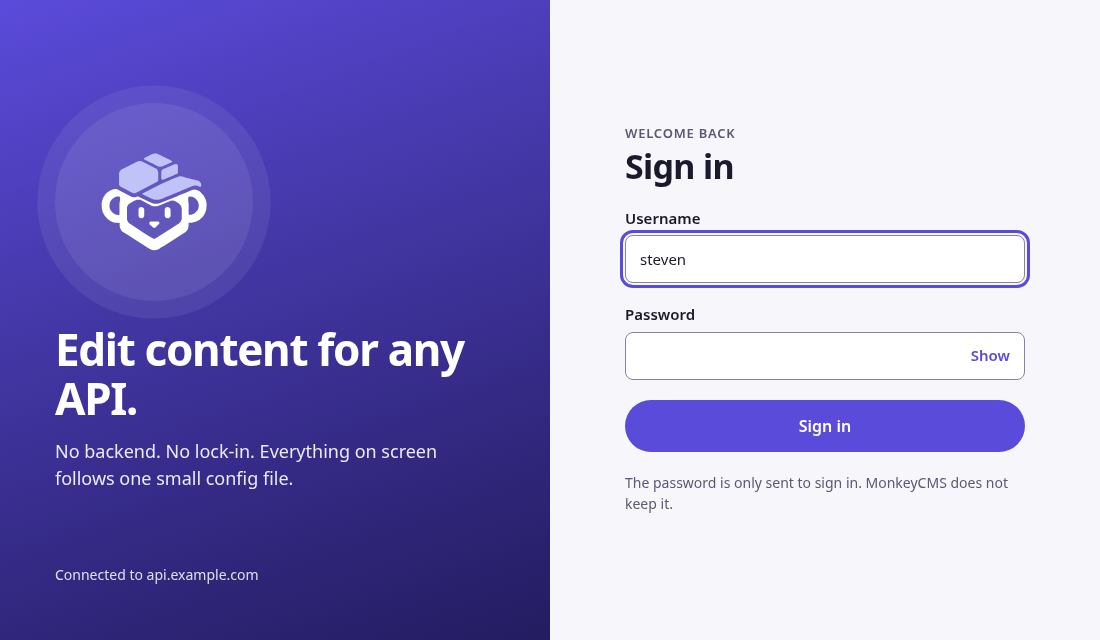 Edit content for any
API.
No backend. No lock-in. Everything on screen
follows one small config file.
Connected to api.example.com
WELCOME BACK
Sign in
Username
steven
Password
Show
Sign in
The password is only sent to sign in. MonkeyCMS does not
keep it.